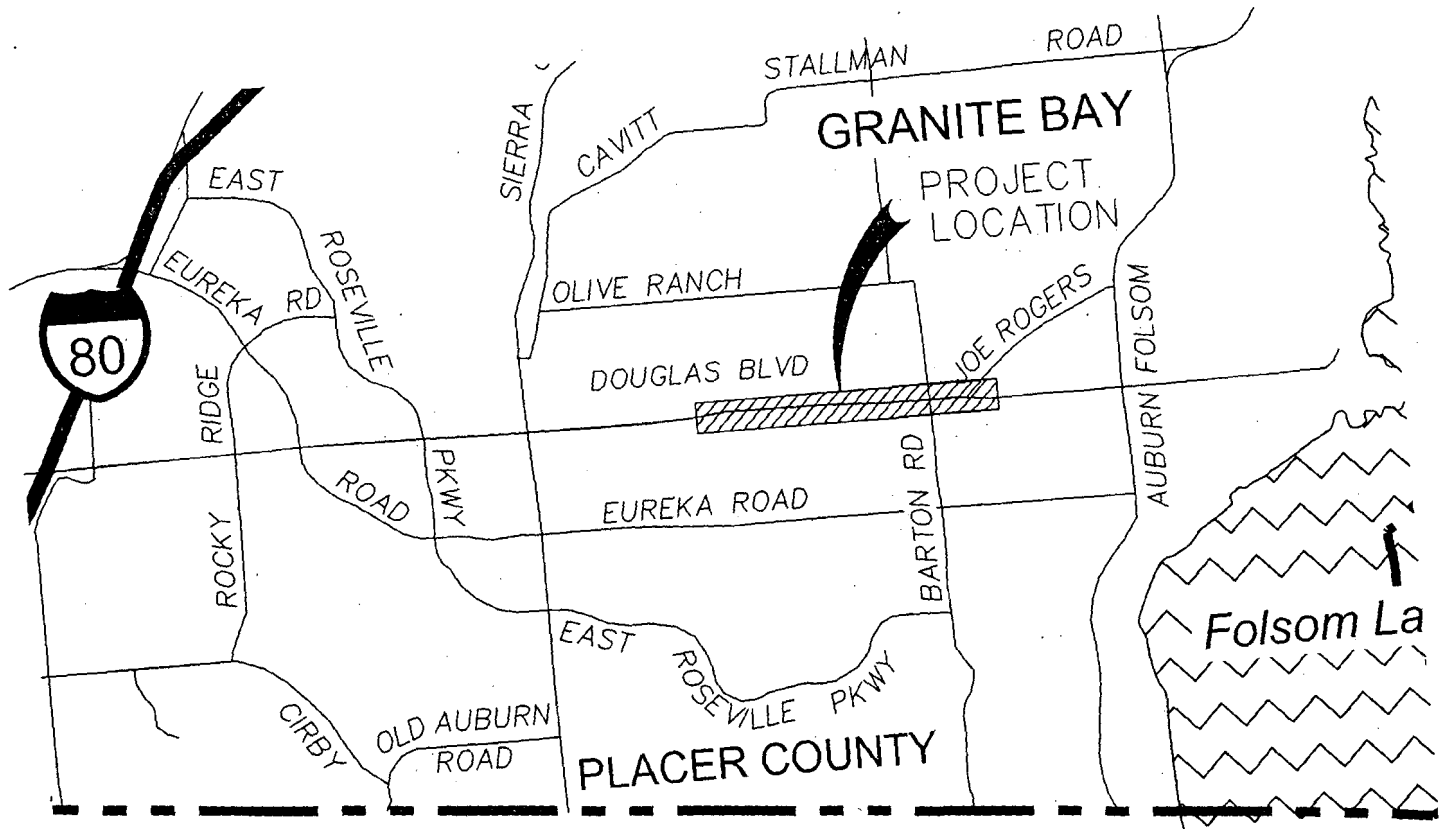 STALLMAN ROAD
GRANITE BAY
SIERRA
CAVITT
EAST
ROSEVILLE
PKWY
PROJECT
LOCATION
EUREKA
RD
ROAD
OLIVE RANCH
JOE ROGERS
AUBURN FOLSOM
80
DOUGLAS BLVD
ROCKY RIDGE
EUREKA ROAD
BARTON RD
Folsom La
EAST
ROSEVILLE PKWY
CIRBY
OLD AUBURN
ROAD
PLACER COUNTY